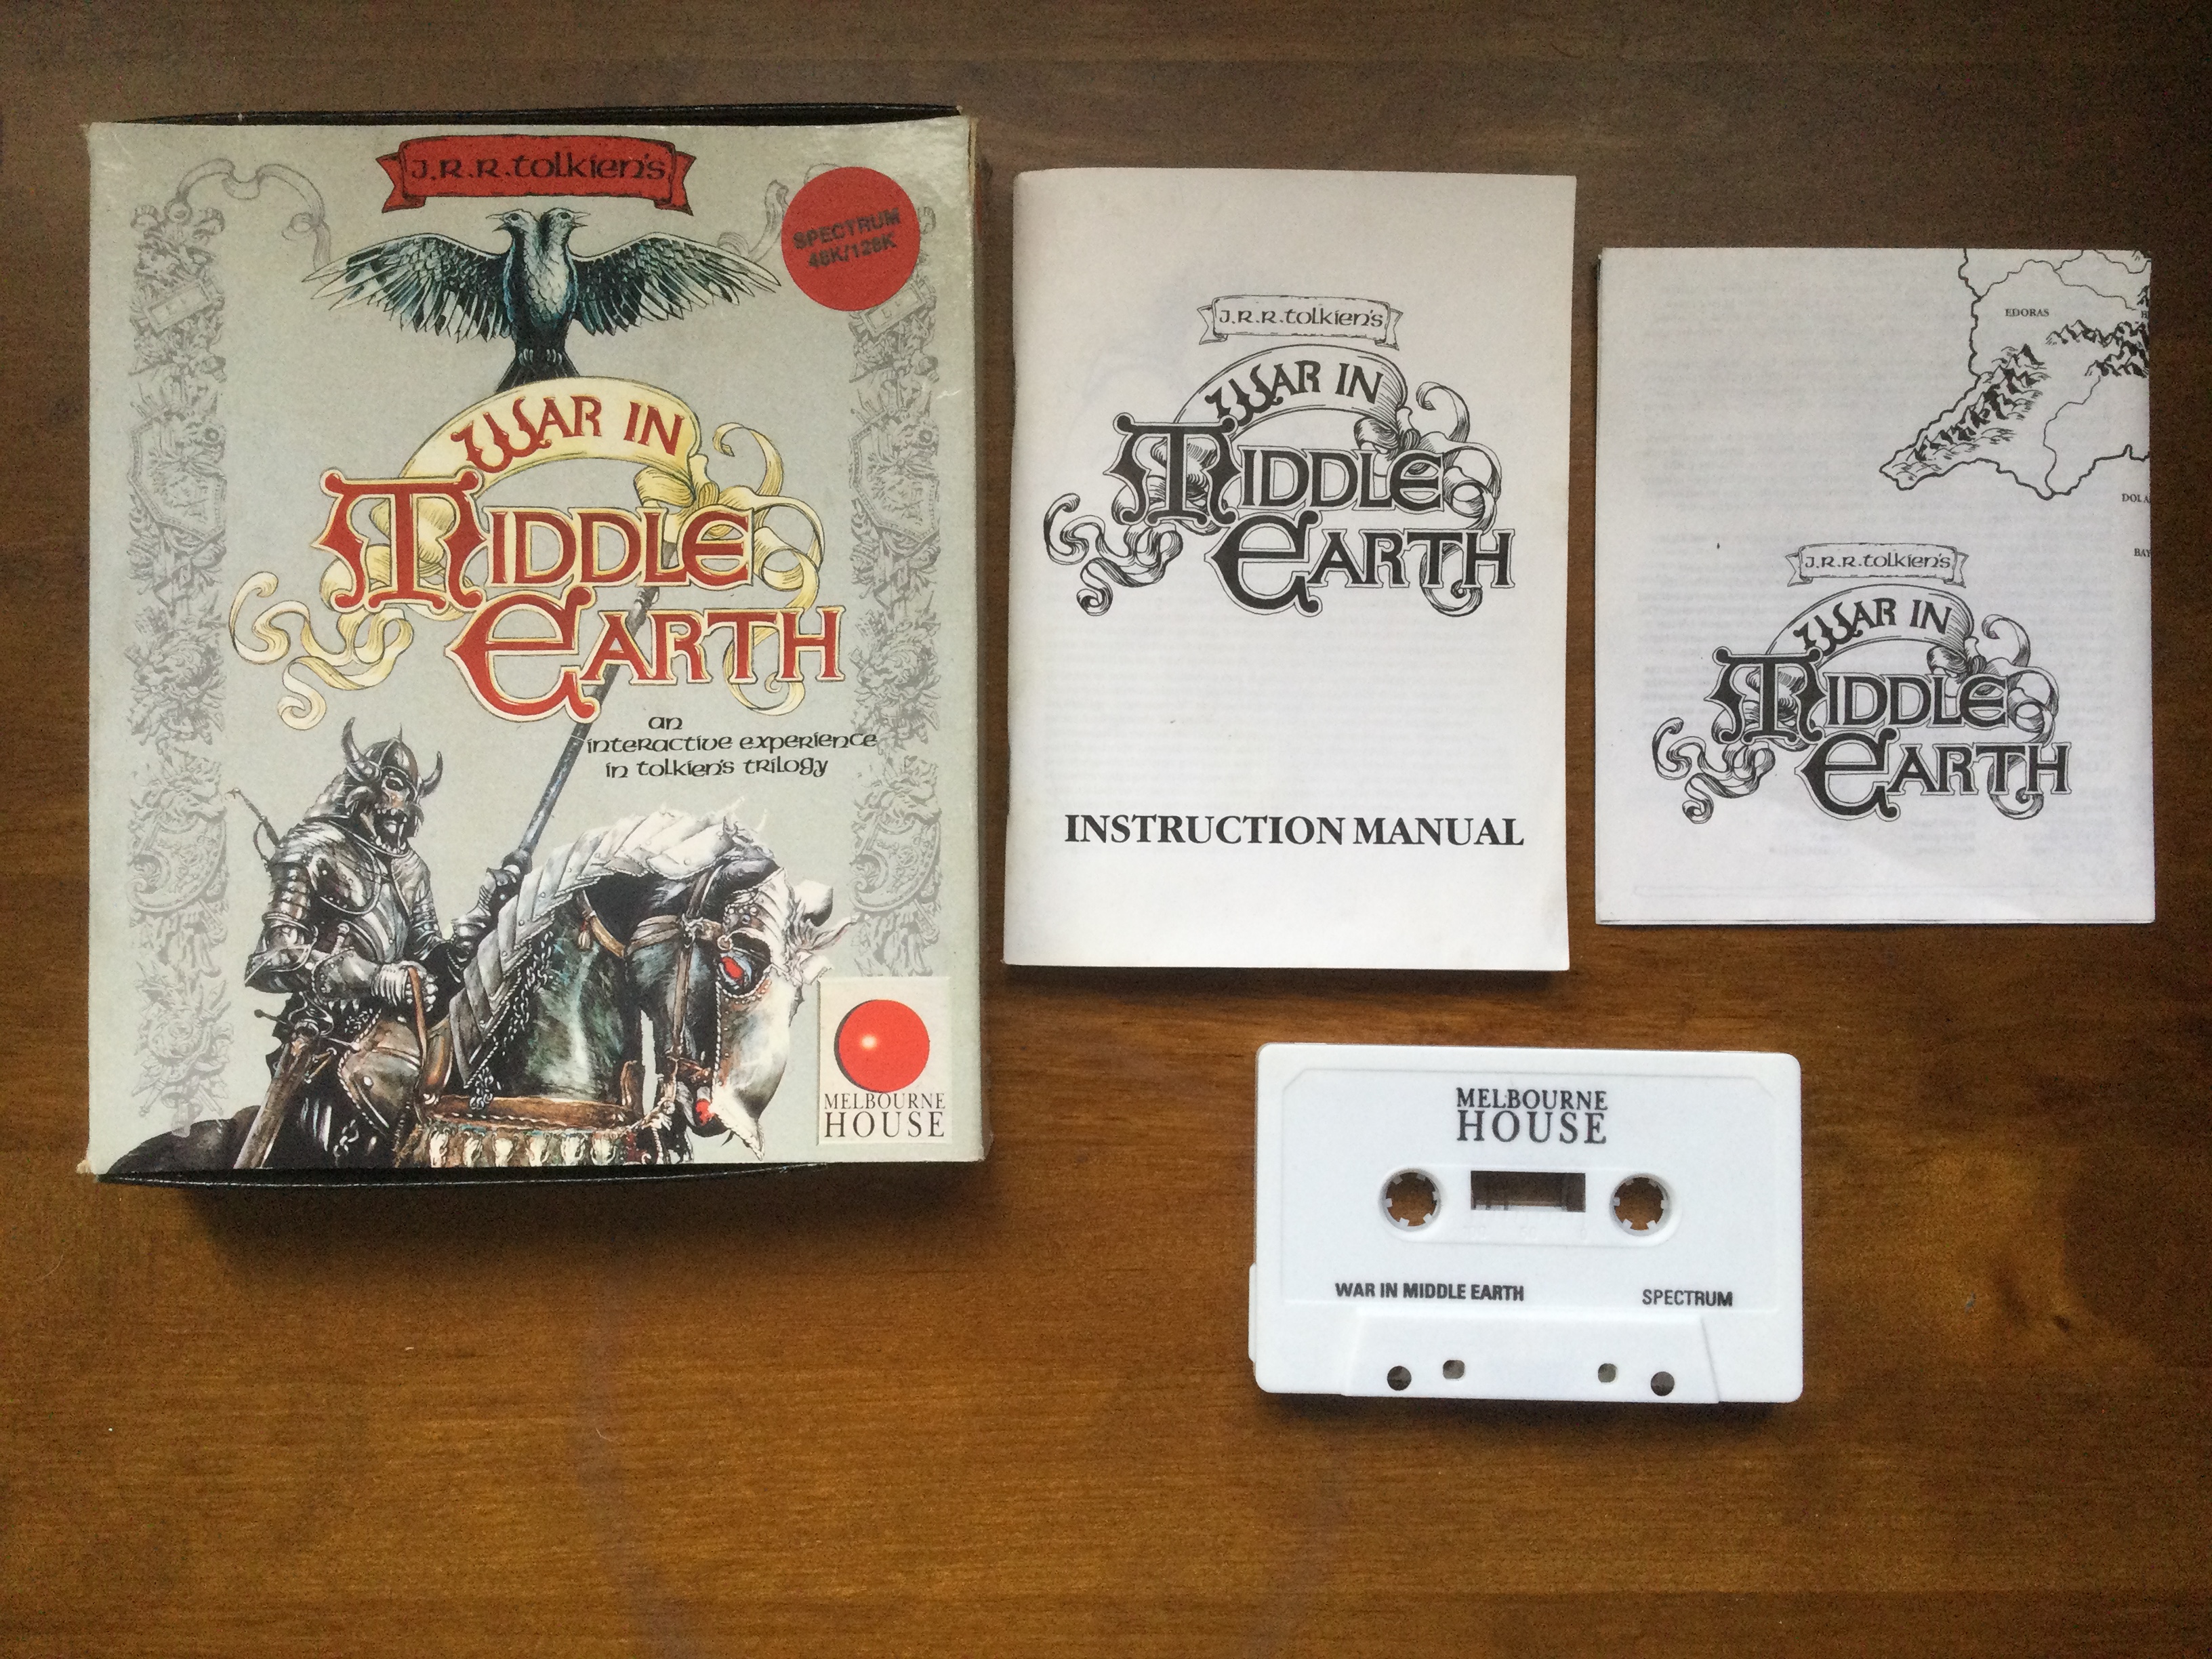 J.R.R. tolkien's
SPECTRUM
48K/128K
WAR IN
MIDDLE
EARTH
an
interactive experience
in tolkien's trilogy
MELBOURNE
HOUSE
J.R.R. tolkien's
WAR IN
MIDDLE
EARTH
INSTRUCTION MANUAL
EDORAS
J.R.R. tolkien's
WAR IN
MIDDLE
EARTH
MELBOURNE
HOUSE
WAR IN MIDDLE EARTH
SPECTRUM